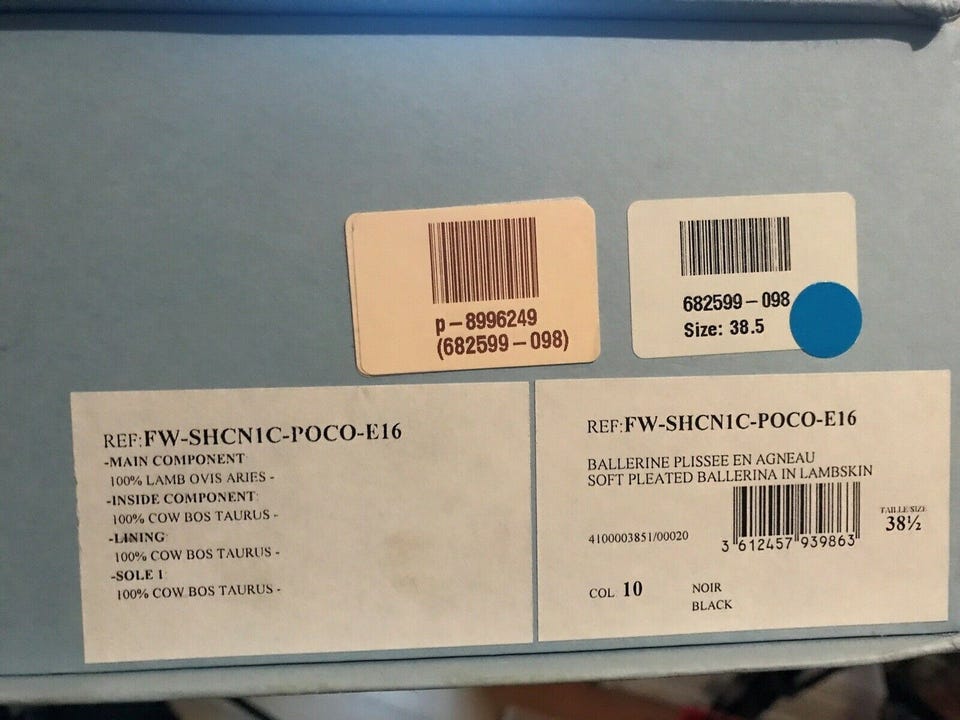 p-8996249
(682599-098)
682599-098
Size: 38.5
REF:FW-SHCN1C-POCO-E16
-MAIN COMPONENT
100% LAMB OVIS ARIES -
-INSIDE COMPONENT
100% COW BOS TAURUS -
-LINING
100% COW BOS TAURUS -
-SOLE 1
100% COW BOS TAURUS -
REF:FW-SHCN1C-POCO-E16
BALLERINE PLISSEE EN AGNEAU
SOFT PLEATED BALLERINA IN LAMBSKIN
TAILLE/SIZE
38½
4100003851/00020
3 612457 939863
COL 10 NOIR
BLACK